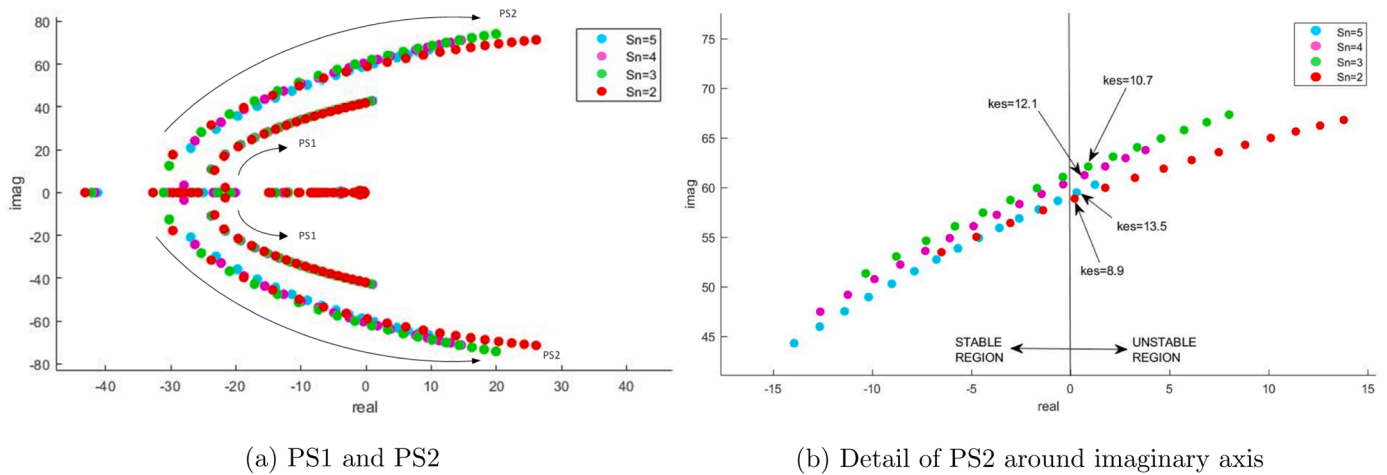 PS2
80
60
40
20
0
-20
-40
-60
-80
imag
-40
-30
-20
-10
0
10
20
30
40
real
Sn=5
Sn=4
Sn=3
Sn=2
PS1
PS1
PS2
(a) PS1 and PS2
75
70
65
60
55
50
45
imag
-15
-10
-5
0
5
10
15
real
Sn=5
Sn=4
Sn=3
Sn=2
kes=10.7
kes=12.1
kes=13.5
kes=8.9
STABLE
REGION
UNSTABLE
REGION
(b) Detail of PS2 around imaginary axis